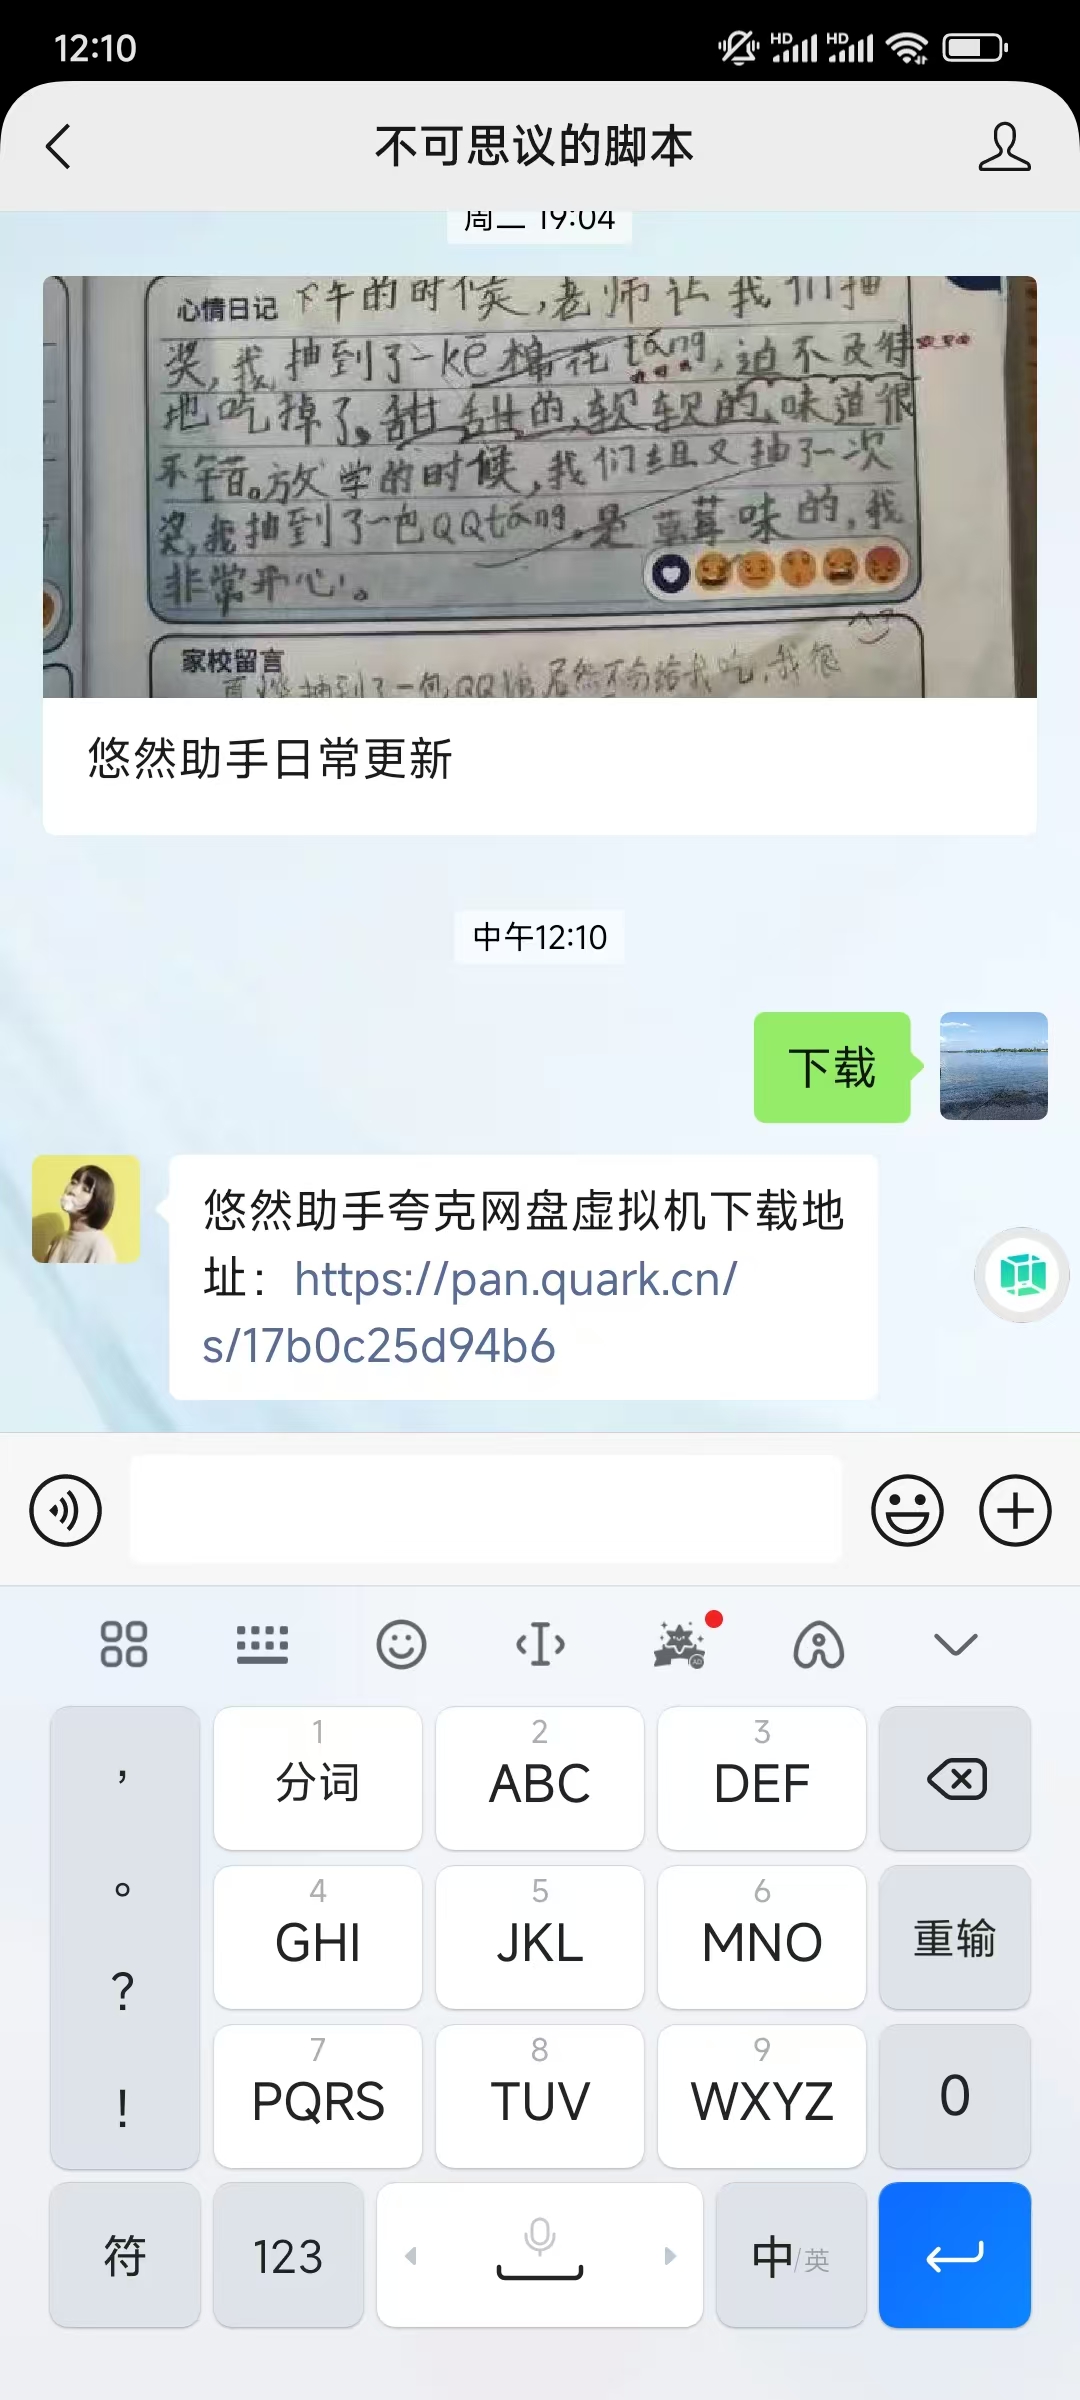 12:10
HD HD
不可思议的脚本
周二 19:04
心情日记 下午的时候,老师让我们抽
奖,我抽到了一kē棉花táng,迫不及待
地吃掉了。甜甜的,软软的,味道很
不错。放学的时候,我们组又抽了一次
奖,我抽到了一包QQtáng,是草莓味的,我
非常开心!。
家校留言
抽到了一包QQ糖居然不肯给我吃,我很
悠然助手日常更新
中午12:10
下载
悠然助手夸克网盘虚拟机下载地
址:https://pan.quark.cn/
s/17b0c25d94b6
, 1 2 3
分词 ABC DEF
。 4 5 6
GHI JKL MNO 重输
? 7 8 9
PQRS TUV WXYZ 0
!
符 123 中/英